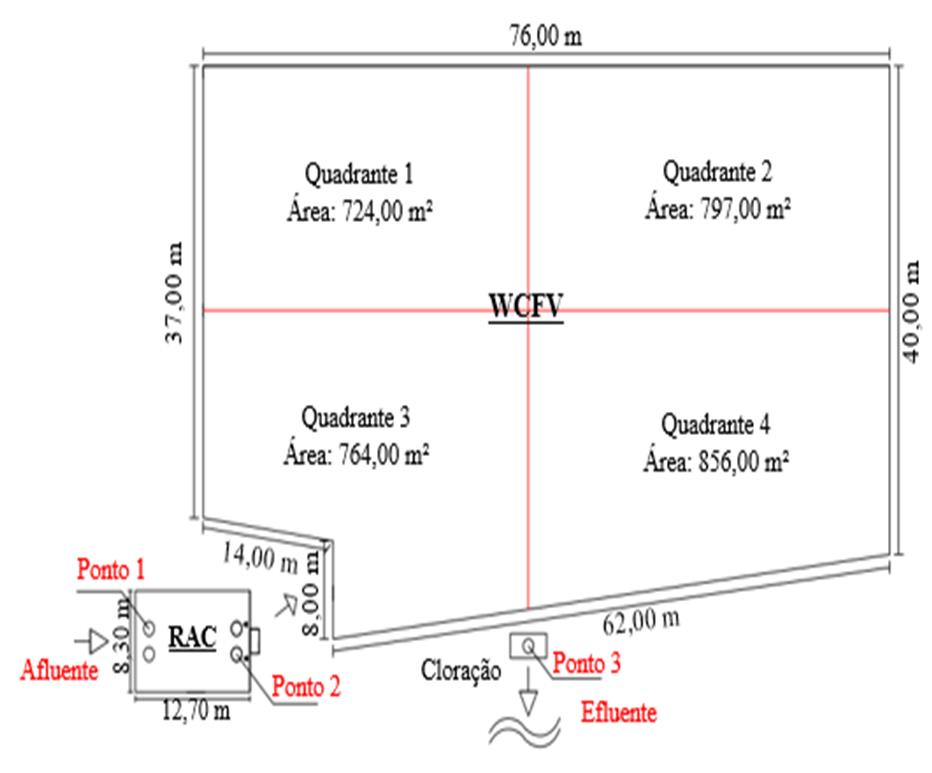 76,00 m
Quadrante 1
Área: 724,00 m²
Quadrante 2
Área: 797,00 m²
37,00 m
40,00 m
WCFV
Quadrante 3
Área: 764,00 m²
Quadrante 4
Área: 856,00 m²
14,00 m
8,00 m
62,00 m
Ponto 1
8,30 m
RAC
Afluente
Ponto 2
12,70 m
Cloração
Ponto 3
Efluente